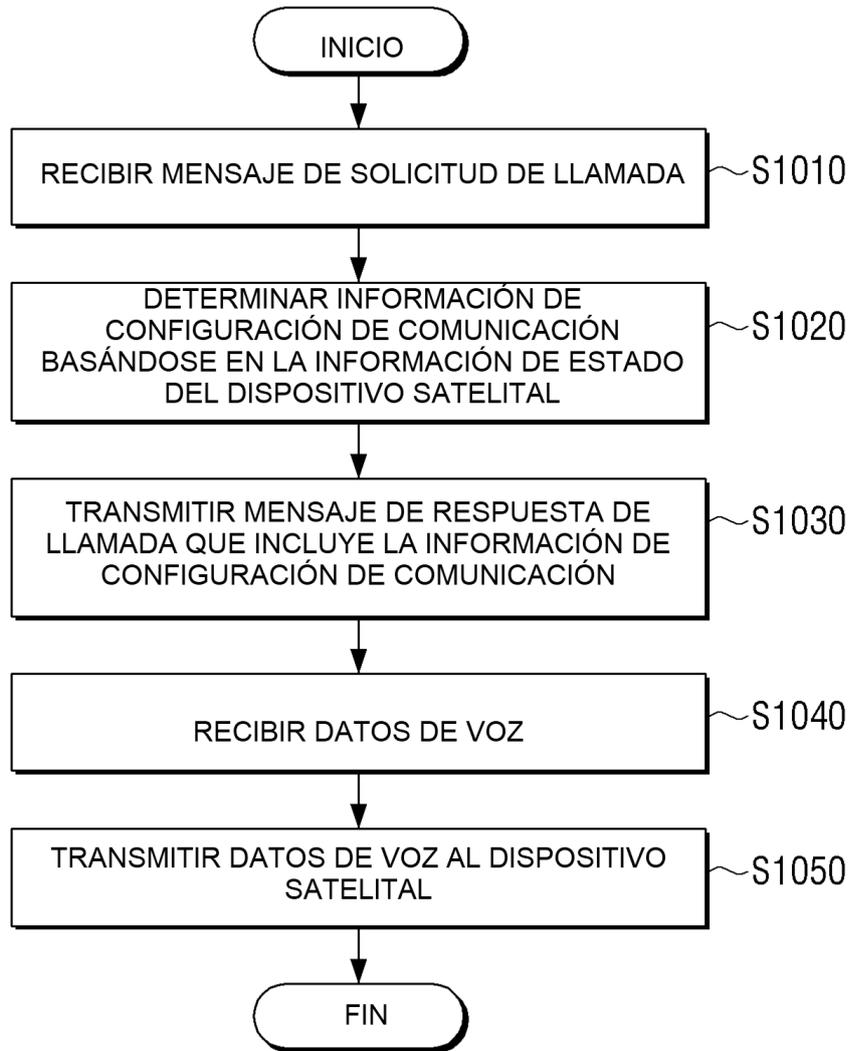 INICIO
RECIBIR MENSAJE DE SOLICITUD DE LLAMADA
S1010
DETERMINAR INFORMACIÓN DE
CONFIGURACIÓN DE COMUNICACIÓN
BASÁNDOSE EN LA INFORMACIÓN DE ESTADO
DEL DISPOSITIVO SATELITAL
S1020
TRANSMITIR MENSAJE DE RESPUESTA DE
LLAMADA QUE INCLUYE LA INFORMACIÓN DE
CONFIGURACIÓN DE COMUNICACIÓN
S1030
RECIBIR DATOS DE VOZ
S1040
TRANSMITIR DATOS DE VOZ AL DISPOSITIVO
SATELITAL
S1050
FIN